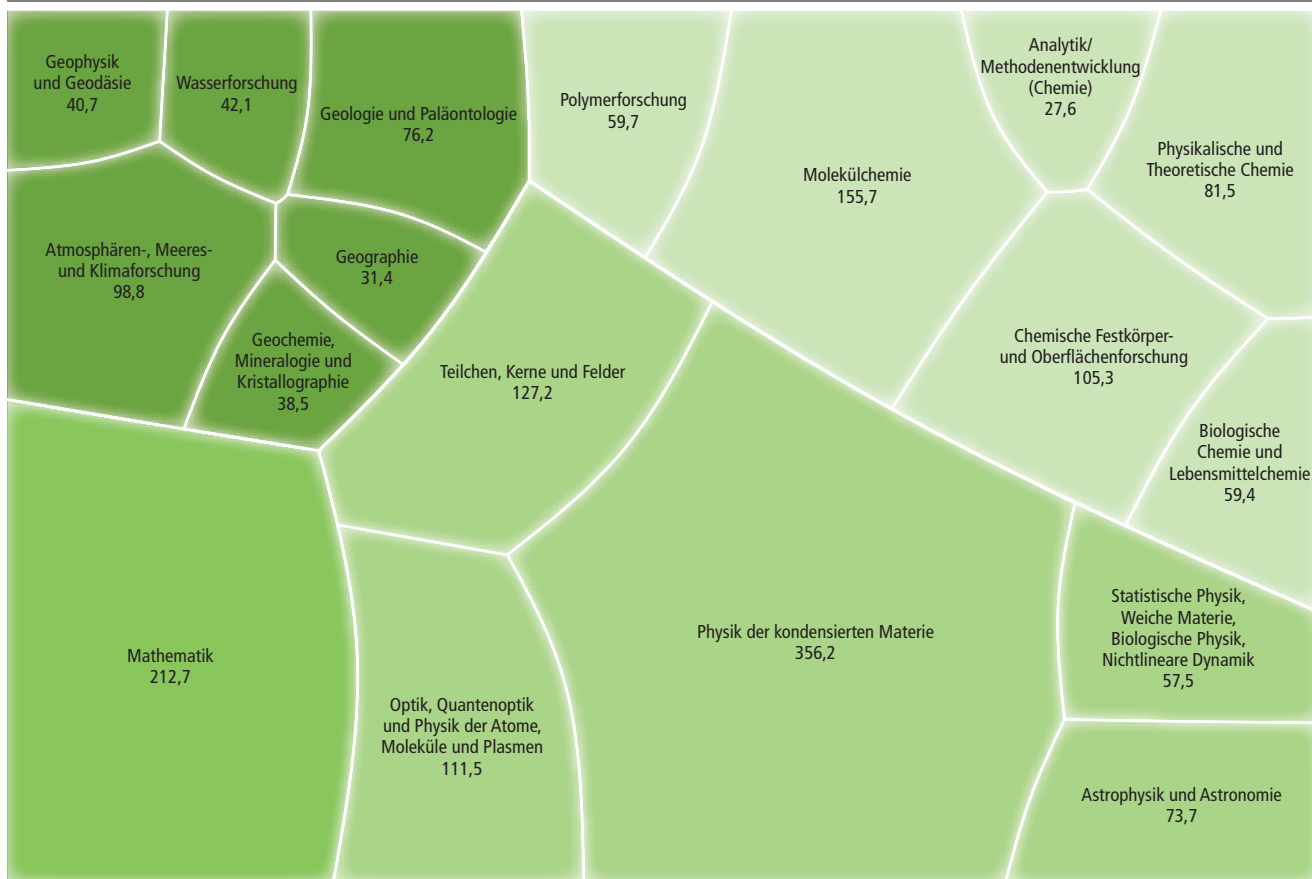 Geophysik
und Geodäsie
40,7
Wasserforschung
42,1
Geologie und Paläontologie
76,2
Polymerforschung
59,7
Molekülchemie
155,7
Analytik/
Methodenentwicklung
(Chemie)
27,6
Physikalische und
Theoretische Chemie
81,5
Atmosphären-, Meeres-
und Klimaforschung
98,8
Geographie
31,4
Geochemie,
Mineralogie und
Kristallographie
38,5
Teilchen, Kerne und Felder
127,2
Chemische Festkörper-
und Oberflächenforschung
105,3
Biologische
Chemie und
Lebensmittelchemie
59,4
Mathematik
212,7
Optik, Quantenoptik
und Physik der Atome,
Moleküle und Plasmen
111,5
Physik der kondensierten Materie
356,2
Statistische Physik,
Weiche Materie,
Biologische Physik,
Nichtlineare Dynamik
57,5
Astrophysik und Astronomie
73,7